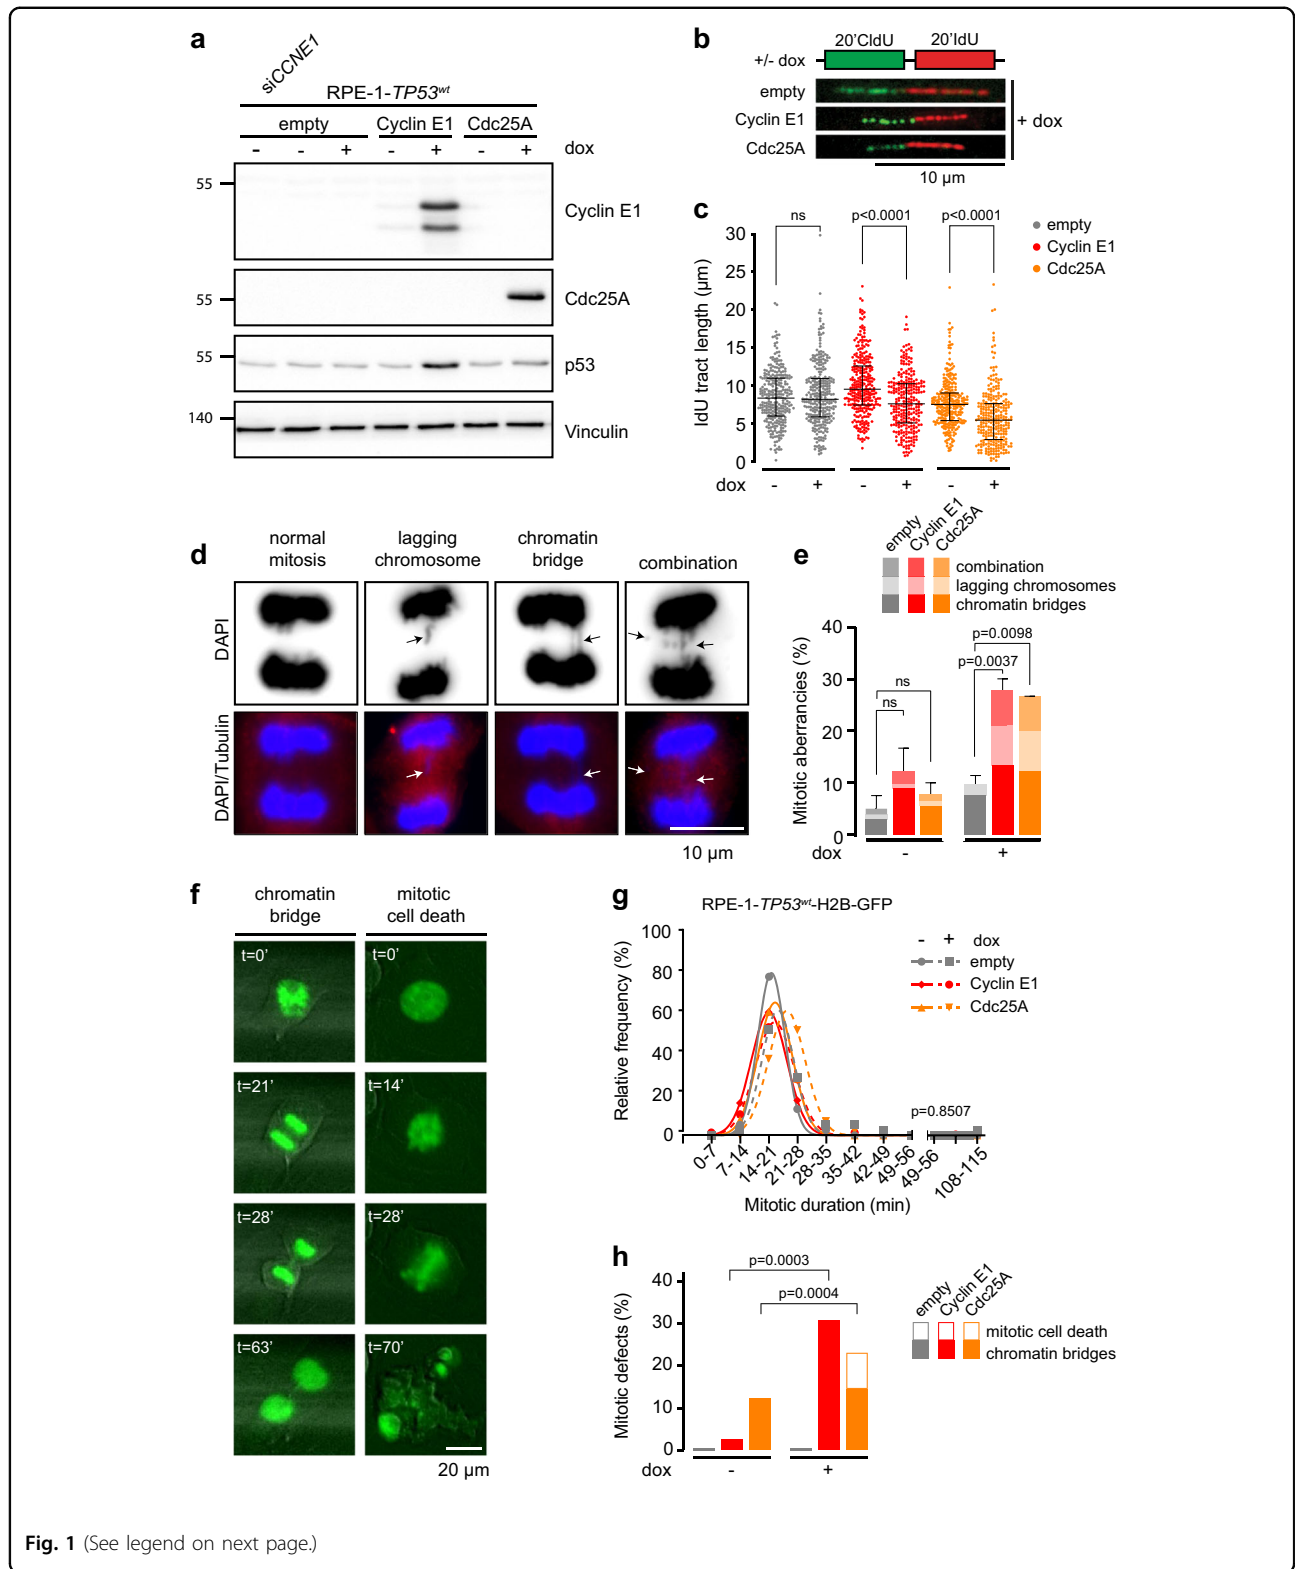 a
siCCNE1
RPE-1-TP53wt
empty Cyclin E1 Cdc25A
- - + - + - + dox
55
Cyclin E1
55
Cdc25A
55
p53
140
Vinculin
b
20'CldU 20'IdU
+/- dox
empty
Cyclin E1
Cdc25A
+ dox
10 µm
c
ns p<0.0001 p<0.0001
empty
Cyclin E1
Cdc25A
IdU tract length (µm)
30
25
20
15
10
5
0
dox - + - + - +
d
normal mitosis
lagging chromosome
chromatin bridge
combination
DAPI
DAPI/Tubulin
10 µm
e
empty
Cyclin E1
Cdc25A
combination
lagging chromosomes
chromatin bridges
Mitotic aberrancies (%)
40
30
20
10
0
ns
ns
p=0.0098
p=0.0037
dox - +
f
chromatin bridge
mitotic cell death
t=0' t=0'
t=21' t=14'
t=28' t=28'
t=63' t=70'
20 µm
g
RPE-1-TP53wt-H2B-GFP
Relative frequency (%)
100
80
60
40
20
0
- + dox
empty
Cyclin E1
Cdc25A
p=0.8507
0-7 7-14 14-21 21-28 28-35 35-42 42-49 49-56 49-56 108-115
Mitotic duration (min)
h
Mitotic defects (%)
40
30
20
10
0
p=0.0003
p=0.0004
empty
Cyclin E1
Cdc25A
mitotic cell death
chromatin bridges
dox - +
Fig. 1 (See legend on next page.)